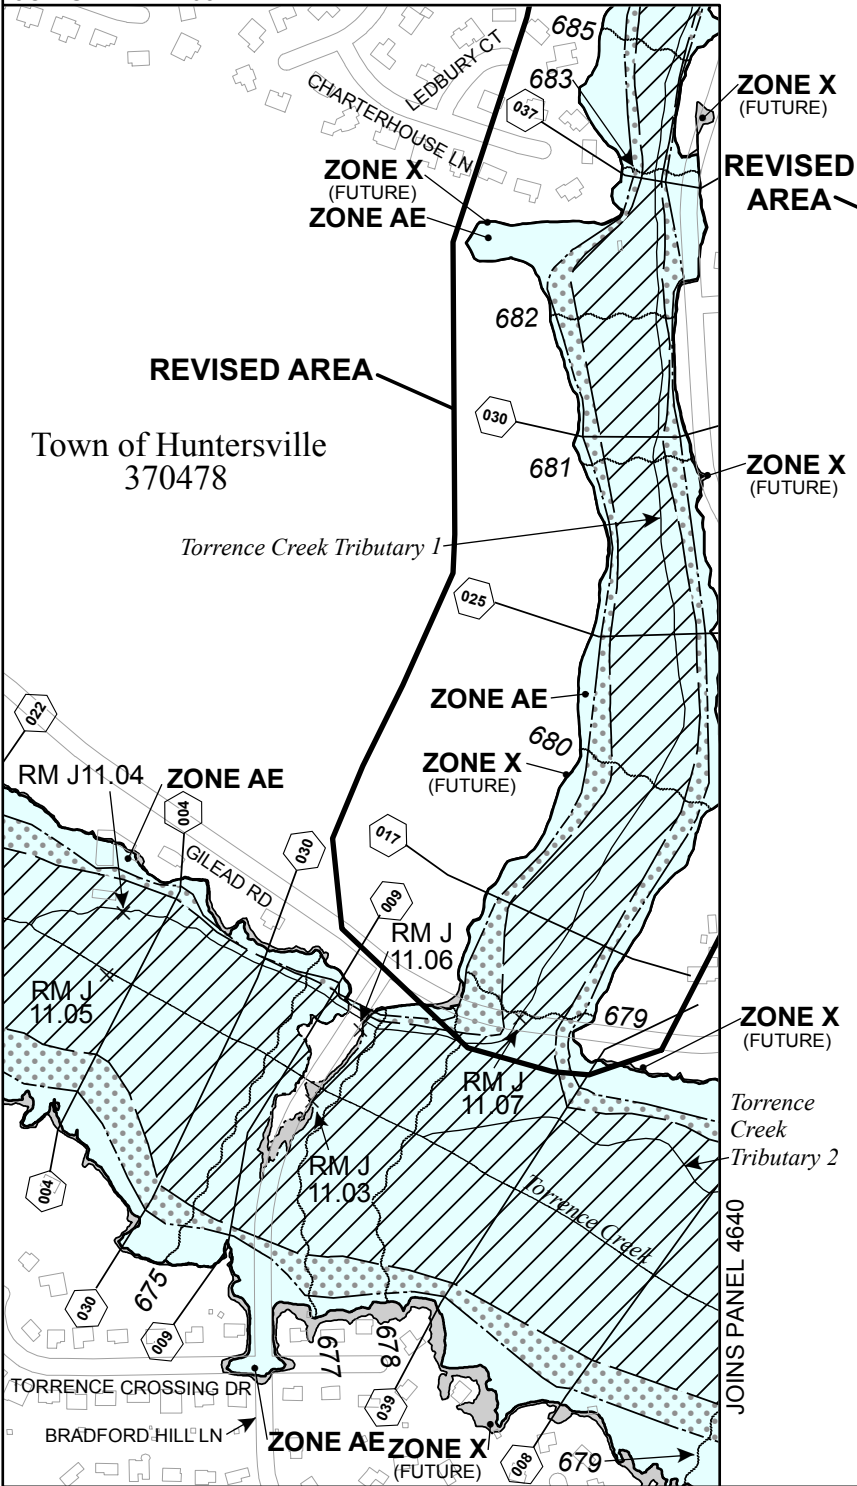 685
LEDBURY CT
683
ZONE X
(FUTURE)
CHARTERHOUSE LN
037
ZONE X
(FUTURE)
REVISED
AREA
ZONE AE
682
REVISED AREA
030
Town of Huntersville
370478
681
ZONE X
(FUTURE)
Torrence Creek Tributary 1
025
ZONE AE
022
680
ZONE X
(FUTURE)
RM J11.04
ZONE AE
004
017
030
GILEAD RD
009
RM J
11.06
RM J
11.05
679
ZONE X
(FUTURE)
RM J
11.07
Torrence
Creek
Tributary 2
RM J
11.03
Torrence Creek
004
JOINS PANEL 4640
675
030
009
677
678
039
TORRENCE CROSSING DR
BRADFORD HILL LN
ZONE AE
ZONE X
(FUTURE)
008
679